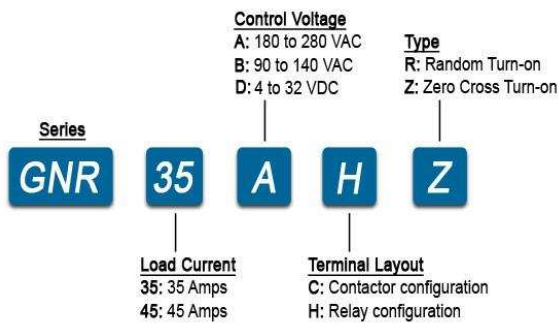 Control Voltage
A: 180 to 280 VAC
B: 90 to 140 VAC
D: 4 to 32 VDC
Type
R: Random Turn-on
Z: Zero Cross Turn-on
Series
GNR 35 A H Z
Load Current
35: 35 Amps
45: 45 Amps
Terminal Layout
C: Contactor configuration
H: Relay configuration